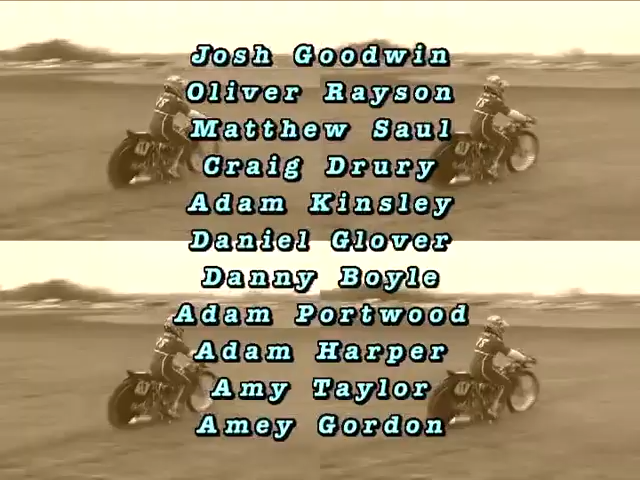 Josh Goodwin
Oliver Rayson
Matthew Saul
Craig Drury
Adam Kinsley
Daniel Glover
Danny Boyle
Adam Portwood
Adam Harper
Amy Taylor
Amey Gordon